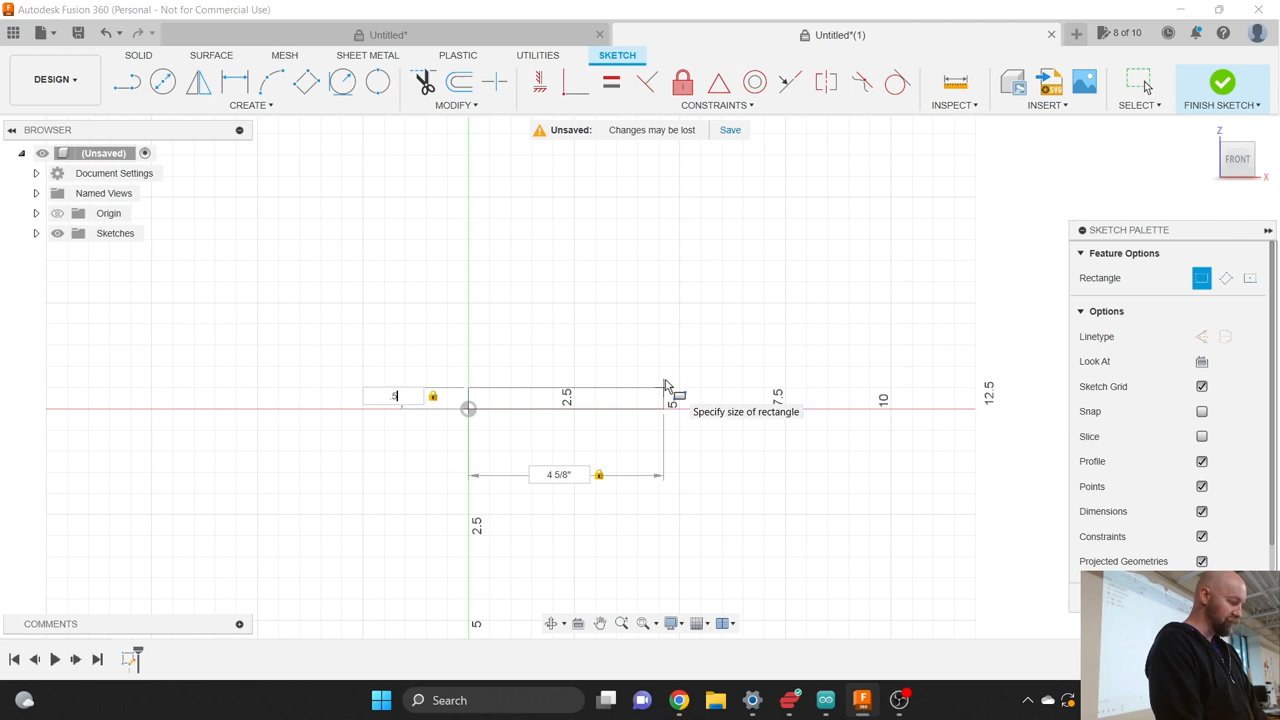 Autodesk Fusion 360 (Personal - Not for Commercial Use)
Untitled*
Untitled*(1)
8 of 10
SOLID
SURFACE
MESH
SHEET METAL
PLASTIC
UTILITIES
SKETCH
DESIGN
CREATE
MODIFY
CONSTRAINTS
INSPECT
INSERT
SVG
SELECT
FINISH SKETCH
BROWSER
Unsaved:
Changes may be lost
Save
(Unsaved)
Document Settings
Named Views
Origin
Sketches
Z
FRONT
X
SKETCH PALETTE
Feature Options
Rectangle
Options
Linetype
Look At
Sketch Grid
Snap
Slice
Profile
Points
Dimensions
Constraints
Projected Geometries
.5
2.5
5
7.5
10
12.5
Specify size of rectangle
4 5/8"
2.5
5
COMMENTS
Search